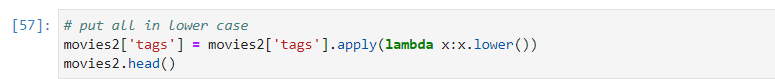 [57]: # put all in lower case
movies2['tags'] = movies2['tags'].apply(lambda x:x.lower())
movies2.head()